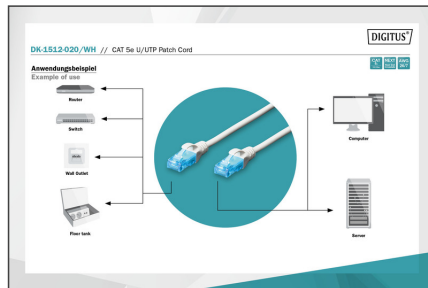 DIGITUS®
DK-1512-020/WH // CAT 5e U/UTP Patch Cord
Anwendungsbeispiel
Example of use
Router
Switch
Wall Outlet
Floor tank
Computer
Server